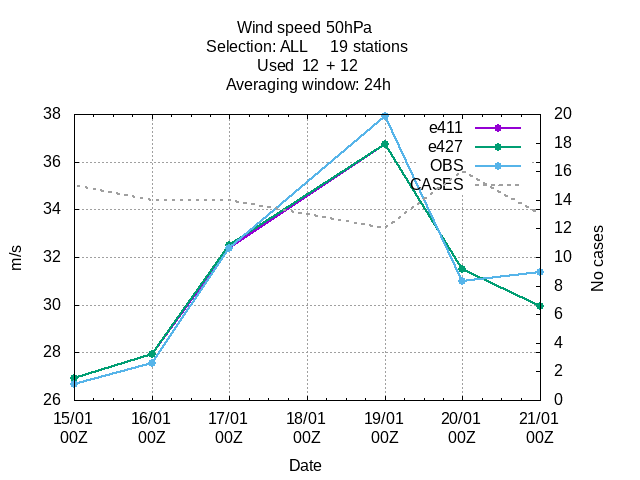 Wind speed 50hPa
Selection: ALL 19 stations
Used 12 + 12
Averaging window: 24h
38 20
36 18
34 16
32 14
30 12
28 10
26 8
6
4
2
0
e411
e427
OBS
CASES
m/s
No cases
15/01 16/01 17/01 18/01 19/01 20/01 21/01
00Z 00Z 00Z 00Z 00Z 00Z 00Z
Date